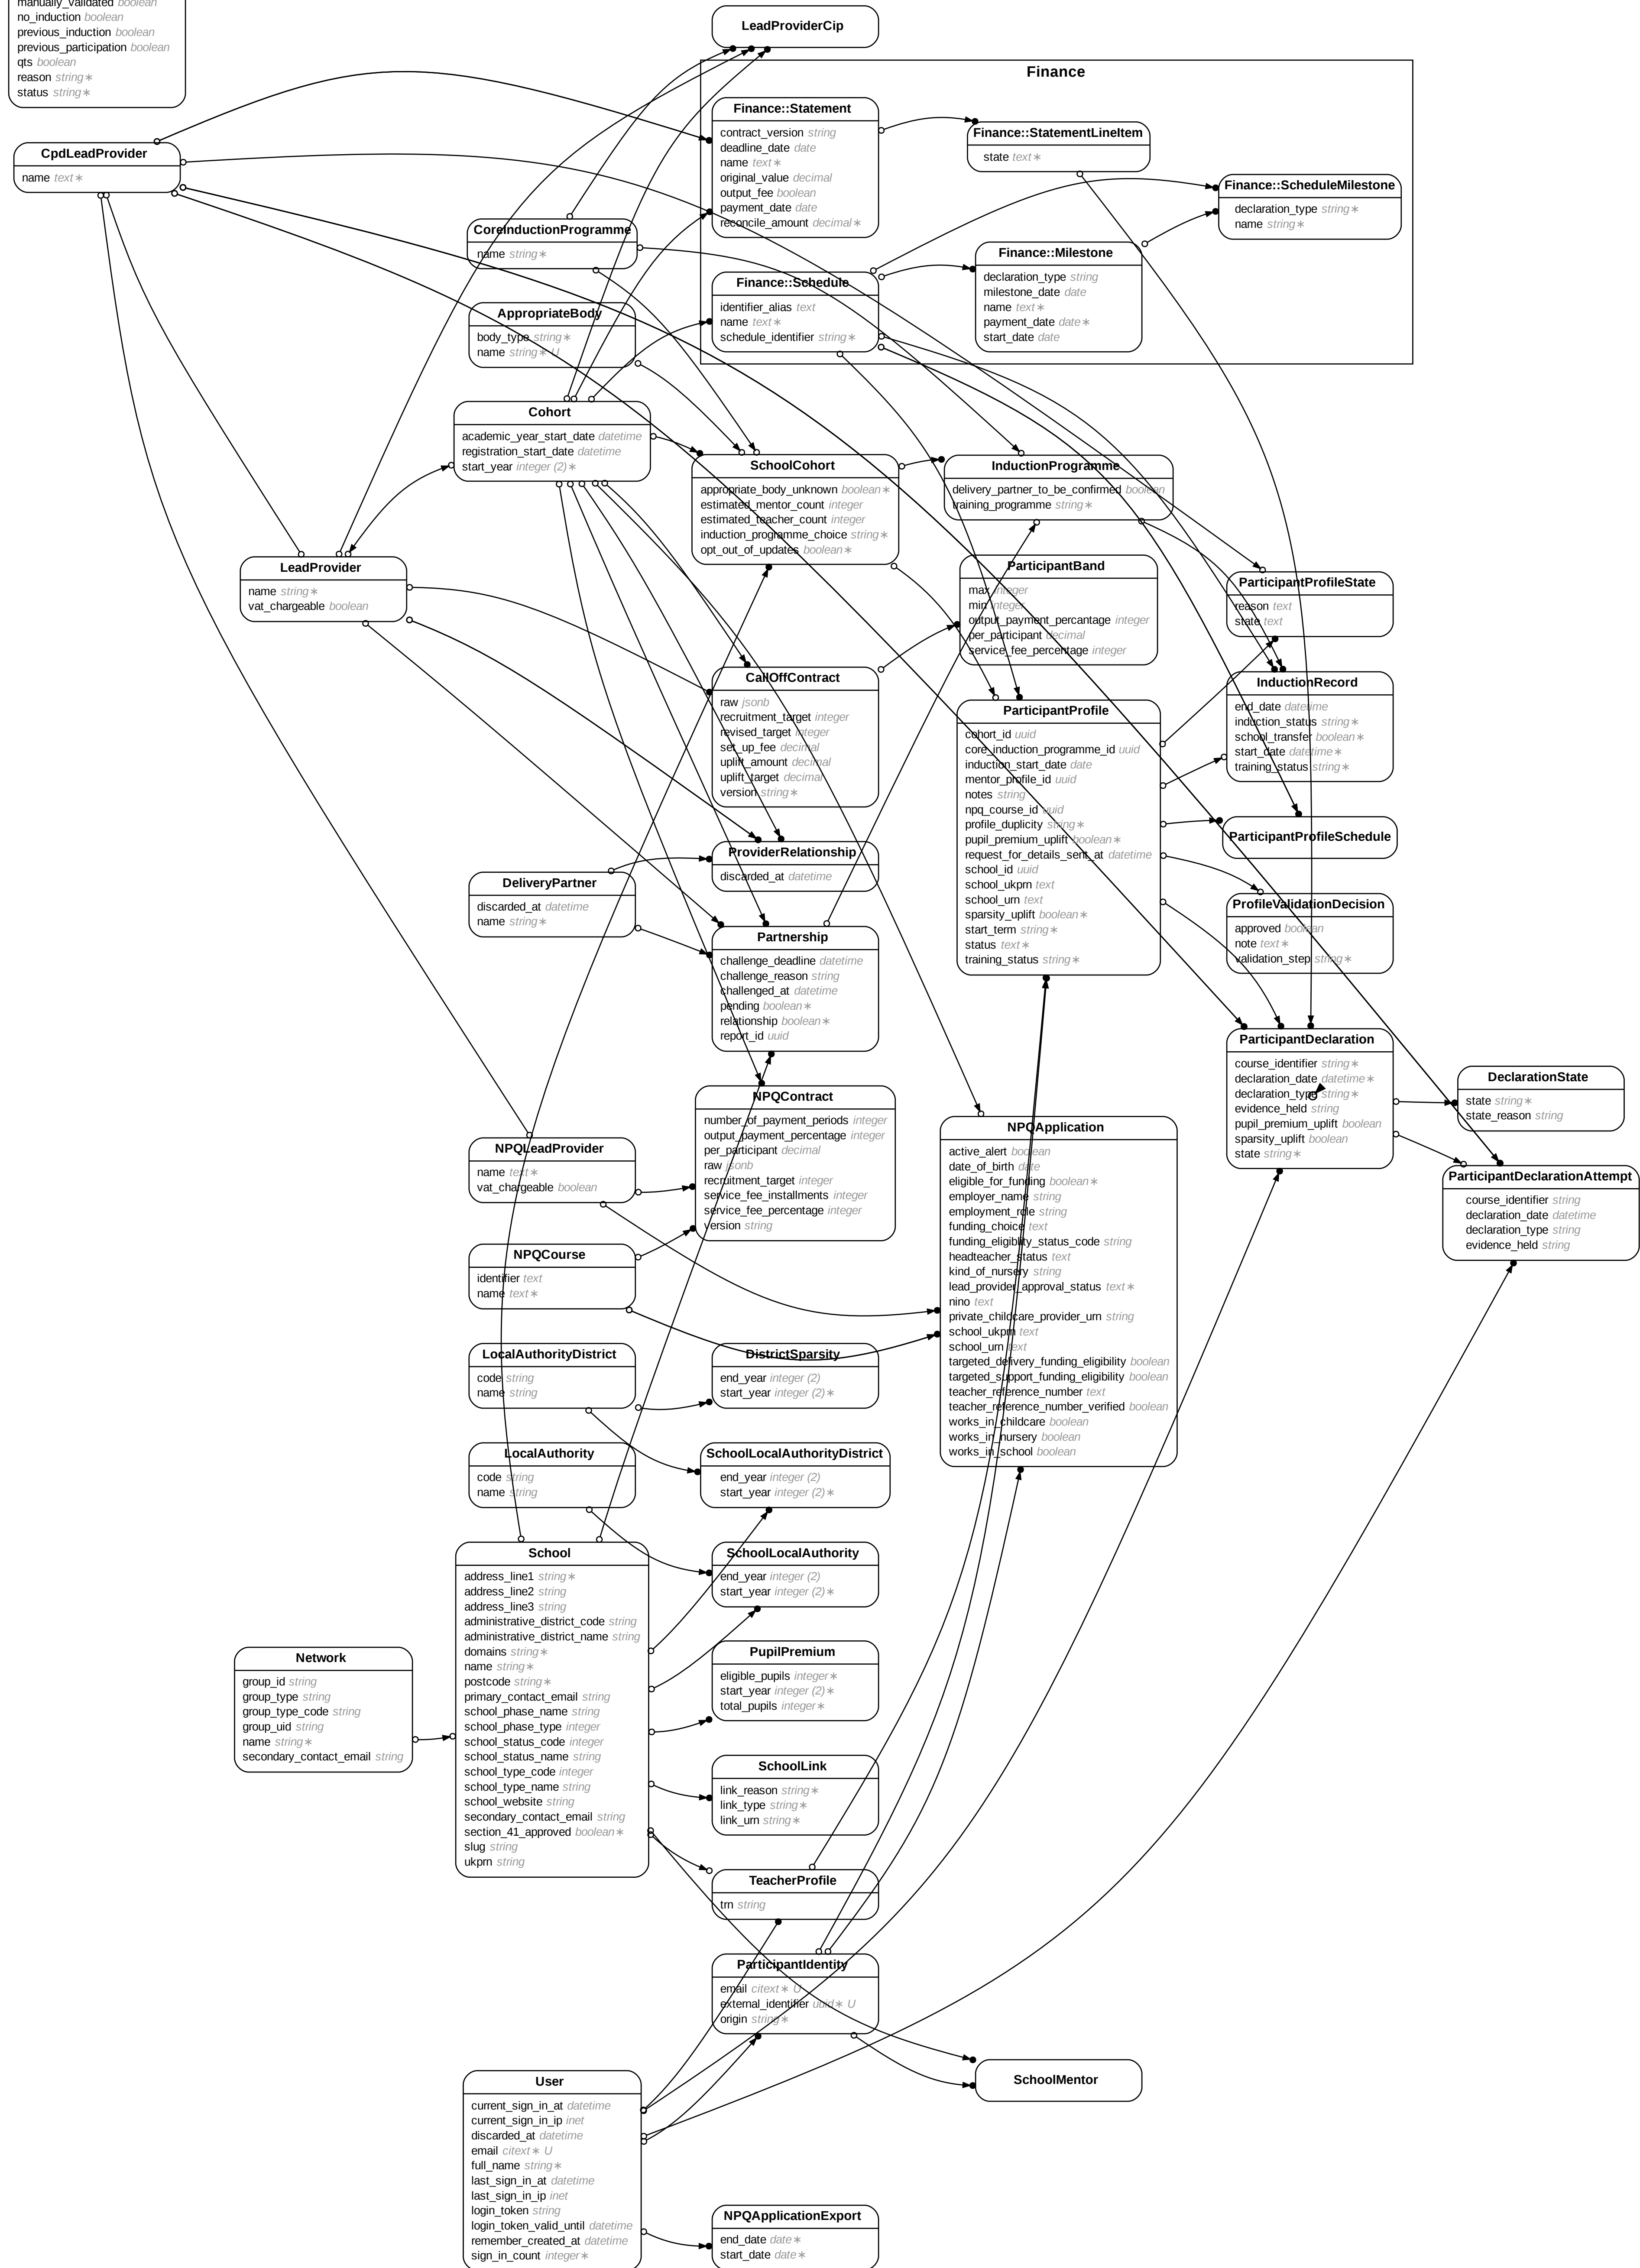 manually_validated boolean
no_induction boolean
previous_induction boolean
previous_participation boolean
qts boolean
reason string∗
status string∗
LeadProviderCip
Finance
Finance::Statement
contract_version string
deadline_date date
name text∗
original_value decimal
output_fee boolean
payment_date date
reconcile_amount decimal∗
Finance::StatementLineItem
state text∗
CpdLeadProvider
name text∗
Finance::ScheduleMilestone
declaration_type string∗
name string∗
CoreInductionProgramme
name string∗
Finance::Milestone
declaration_type string
milestone_date date
name text∗
payment_date date∗
start_date date
Finance::Schedule
identifier_alias text
name text∗
schedule_identifier string∗
AppropriateBody
body_type string∗
name string∗ U
Cohort
academic_year_start_date datetime
registration_start_date datetime
start_year integer (2)∗
SchoolCohort
appropriate_body_unknown boolean∗
estimated_mentor_count integer
estimated_teacher_count integer
induction_programme_choice string∗
opt_out_of_updates boolean∗
InductionProgramme
delivery_partner_to_be_confirmed boolean
training_programme string∗
LeadProvider
name string∗
vat_chargeable boolean
ParticipantBand
max integer
min integer
output_payment_percantage integer
per_participant decimal
service_fee_percentage integer
ParticipantProfileState
reason text
state text
CallOffContract
raw jsonb
recruitment_target integer
revised_target integer
set_up_fee decimal
uplift_amount decimal
uplift_target decimal
version string∗
InductionRecord
end_date datetime
induction_status string∗
school_transfer boolean∗
start_date datetime∗
training_status string∗
ParticipantProfile
cohort_id uuid
core_induction_programme_id uuid
induction_start_date date
mentor_profile_id uuid
notes string
npq_course_id uuid
profile_duplicity string∗
pupil_premium_uplift boolean∗
request_for_details_sent_at datetime
school_id uuid
school_ukprn text
school_urn text
sparsity_uplift boolean∗
start_term string∗
status text∗
training_status string∗
ParticipantProfileSchedule
ProviderRelationship
discarded_at datetime
DeliveryPartner
discarded_at datetime
name string∗
ProfileValidationDecision
approved boolean
note text∗
validation_step string∗
Partnership
challenge_deadline datetime
challenge_reason string
challenged_at datetime
pending boolean∗
relationship boolean∗
report_id uuid
ParticipantDeclaration
course_identifier string∗
declaration_date datetime∗
declaration_type string∗
evidence_held string
pupil_premium_uplift boolean
sparsity_uplift boolean
state string∗
DeclarationState
state string∗
state_reason string
NPQContract
number_of_payment_periods integer
output_payment_percentage integer
per_participant decimal
raw jsonb
recruitment_target integer
service_fee_installments integer
service_fee_percentage integer
version string
NPQApplication
active_alert boolean
date_of_birth date
eligible_for_funding boolean∗
employer_name string
employment_role string
funding_choice text
funding_eligiblity_status_code string
headteacher_status text
kind_of_nursery string
lead_provider_approval_status text∗
nino text
private_childcare_provider_urn string
school_ukprn text
school_urn text
targeted_delivery_funding_eligibility boolean
targeted_support_funding_eligibility boolean
teacher_reference_number text
teacher_reference_number_verified boolean
works_in_childcare boolean
works_in_nursery boolean
works_in_school boolean
NPQLeadProvider
name text∗
vat_chargeable boolean
ParticipantDeclarationAttempt
course_identifier string
declaration_date datetime
declaration_type string
evidence_held string
NPQCourse
identifier text
name text∗
LocalAuthorityDistrict
code string
name string
DistrictSparsity
end_year integer (2)
start_year integer (2)∗
LocalAuthority
code string
name string
SchoolLocalAuthorityDistrict
end_year integer (2)
start_year integer (2)∗
School
address_line1 string∗
address_line2 string
address_line3 string
administrative_district_code string
administrative_district_name string
domains string∗
name string∗
postcode string∗
primary_contact_email string
school_phase_name string
school_phase_type integer
school_status_code integer
school_status_name string
school_type_code integer
school_type_name string
school_website string
secondary_contact_email string
section_41_approved boolean∗
slug string
ukprn string
SchoolLocalAuthority
end_year integer (2)
start_year integer (2)∗
Network
group_id string
group_type string
group_type_code string
group_uid string
name string∗
secondary_contact_email string
PupilPremium
eligible_pupils integer∗
start_year integer (2)∗
total_pupils integer∗
SchoolLink
link_reason string∗
link_type string∗
link_urn string∗
TeacherProfile
trn string
ParticipantIdentity
email citext∗ U
external_identifier uuid∗ U
origin string∗
SchoolMentor
User
current_sign_in_at datetime
current_sign_in_ip inet
discarded_at datetime
email citext∗ U
full_name string∗
last_sign_in_at datetime
last_sign_in_ip inet
login_token string
login_token_valid_until datetime
remember_created_at datetime
sign_in_count integer∗
NPQApplicationExport
end_date date∗
start_date date∗